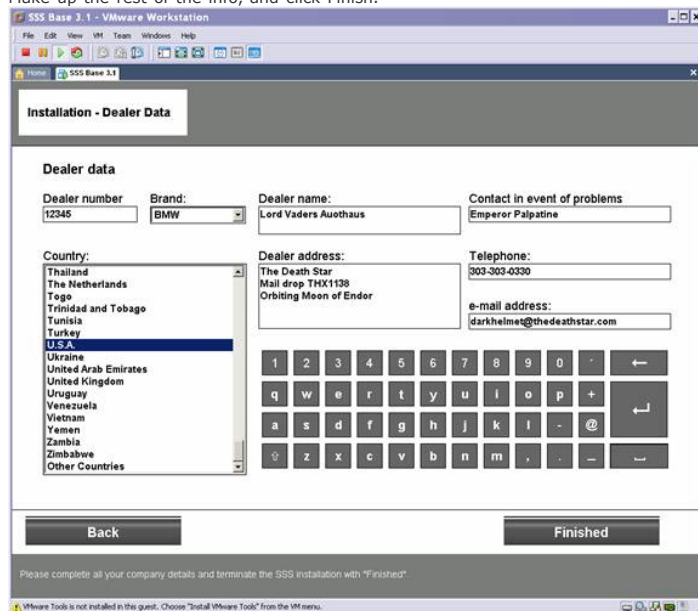 Make up the rest of the info, and click Finish.
SSS Base 3.1 - VMware Workstation
File Edit View VM Team Windows Help
Home SSS Base 3.1
Installation - Dealer Data
Dealer data
Dealer number Brand: Dealer name: Contact in event of problems
12345 BMW Lord Vaders Auothaus Emperor Palpatine
Country: Dealer address: Telephone:
Thailand
The Netherlands
Togo
Trinidad and Tobago
Tunisia
Turkey
U.S.A.
Ukraine
United Arab Emirates
United Kingdom
Uruguay
Venezuela
Vietnam
Yemen
Zambia
Zimbabwe
Other Countries
The Death Star
Mail drop THX1138
Orbiting Moon of Endor
303-303-0330
e-mail address:
darkhelmet@thedeathstar.com
1 2 3 4 5 6 7 8 9 0 ´ ←
q w e r t y u i o p +
a s d f g h j k l - @
⇧ z x c v b n m , . _
Back Finished
Please complete all your company details and terminate the SSS installation with "Finished".
VMware Tools is not installed in this guest. Choose "Install VMware Tools" from the VM menu.